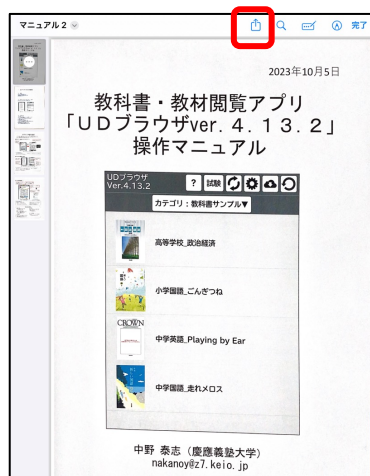 マニュアル 2
完了
2023年10月5日
教科書・教材閲覧アプリ
「UDブラウザver. 4. 13. 2」
操作マニュアル
UDブラウザ
Ver.4.13.2
? 試験
カテゴリ：教科書サンプル▼
高等学校_政治経済
小学国語_ごんぎつね
CROWN
中学英語_Playing by Ear
中学国語_走れメロス
中野 泰志（慶應義塾大学）
nakanoy@z7.keio.jp